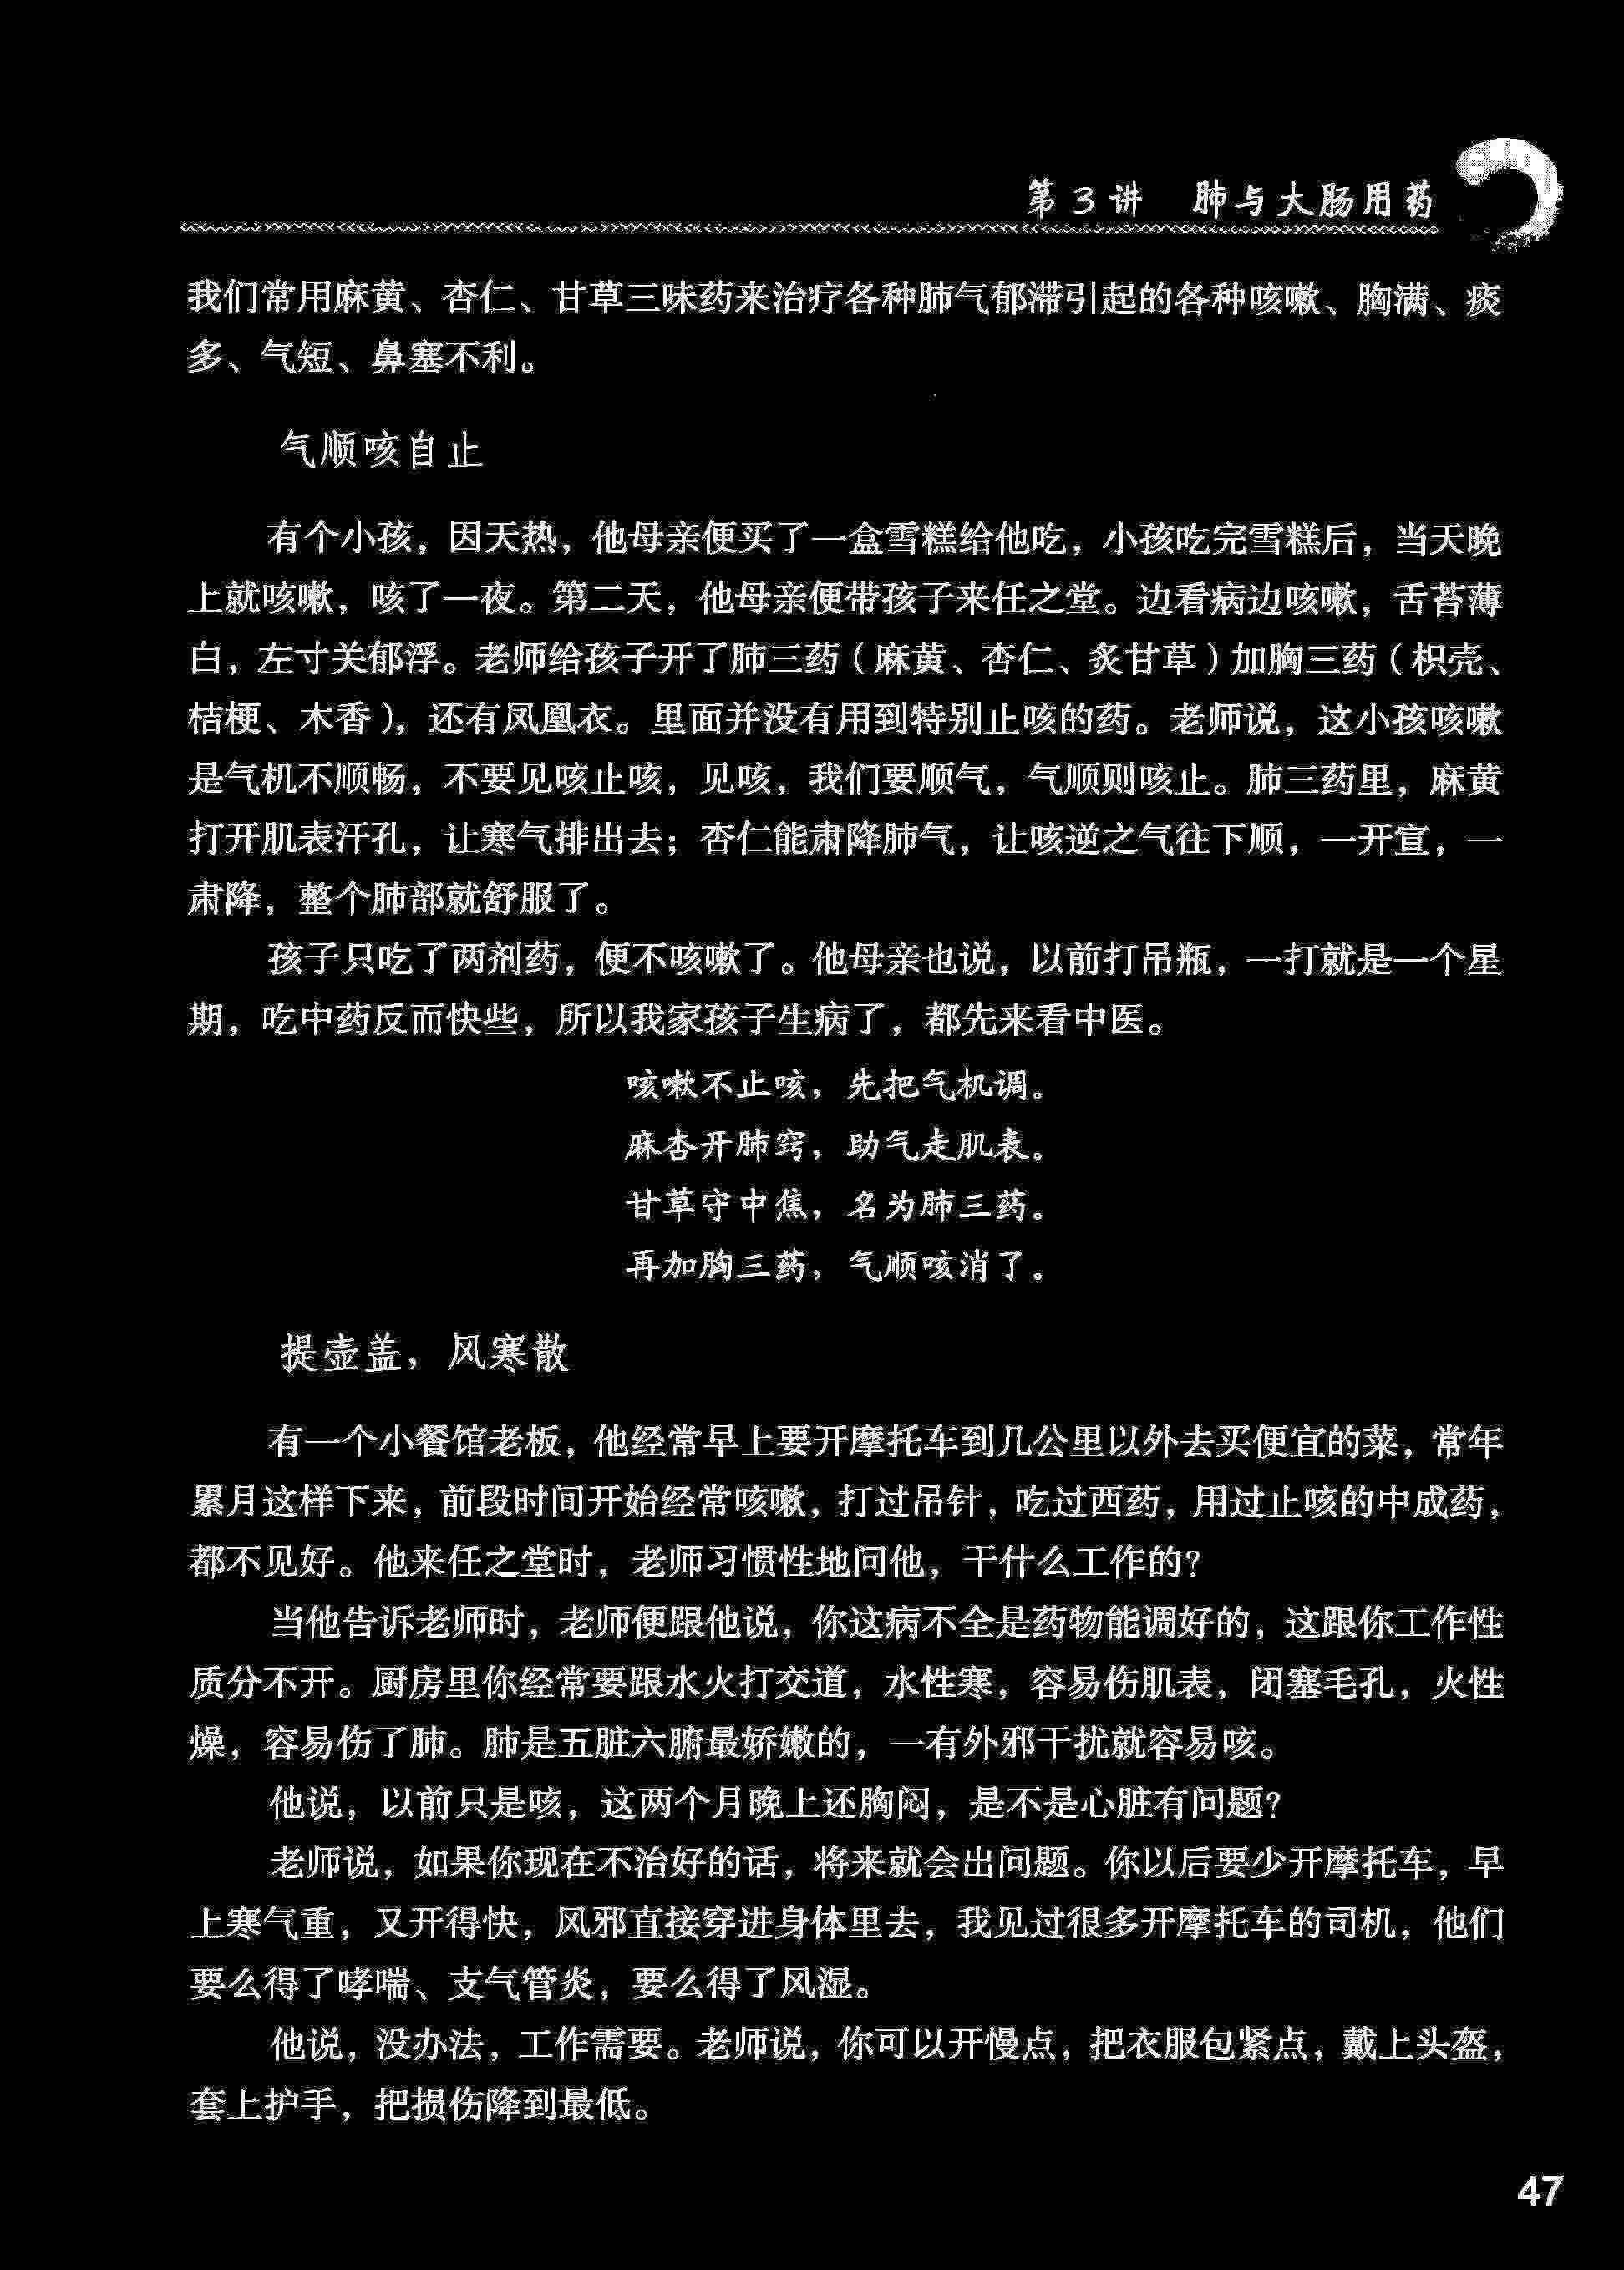 第3讲 肺与大肠用药
我们常用麻黄、杏仁、甘草三味药来治疗各种肺气郁滞引起的各种咳嗽、胸满、痰
多、气短、鼻塞不利。
气顺咳自止
有个小孩，因天热，他母亲便买了一盒雪糕给他吃，小孩吃完雪糕后，当天晚
上就咳嗽，咳了一夜。第二天，他母亲便带孩子来任之堂。边看病边咳嗽，舌苔薄
白，左寸关郁浮。老师给孩子开了肺三药（麻黄、杏仁、炙甘草）加胸三药（枳壳、
桔梗、木香），还有凤凰衣。里面并没有用到特别止咳的药。老师说，这小孩咳嗽
是气机不顺畅，不要见咳止咳，见咳，我们要顺气，气顺则咳止。肺三药里，麻黄
打开肌表汗孔，让寒气排出去；杏仁能肃降肺气，让咳逆之气往下顺，一开宣，一
肃降，整个肺部就舒服了。
孩子只吃了两剂药，便不咳嗽了。他母亲也说，以前打吊瓶，一打就是一个星
期，吃中药反而快些，所以我家孩子生病了，都先来看中医。
咳嗽不止咳，先把气机调。
麻杏开肺窍，助气走肌表。
甘草守中焦，名为肺三药。
再加胸三药，气顺咳消了。
提壶盖，风寒散
有一个小餐馆老板，他经常早上要开摩托车到几公里以外去买便宜的菜，常年
累月这样下来，前段时间开始经常咳嗽，打过吊针，吃过西药，用过止咳的中成药，
都不见好。他来任之堂时，老师习惯性地问他，干什么工作的？
当他告诉老师时，老师便跟他说，你这病不全是药物能调好的，这跟你工作性
质分不开。厨房里你经常要跟水火打交道，水性寒，容易伤肌表，闭塞毛孔，火性
燥，容易伤了肺。肺是五脏六腑最娇嫩的，一有外邪干扰就容易咳。
他说，以前只是咳，这两个月晚上还胸闷，是不是心脏有问题？
老师说，如果你现在不治好的话，将来就会出问题。你以后要少开摩托车，早
上寒气重，又开得快，风邪直接穿进身体里去，我见过很多开摩托车的司机，他们
要么得了哮喘、支气管炎，要么得了风湿。
他说，没办法，工作需要。老师说，你可以开慢点，把衣服包紧点，戴上头盔，
套上护手，把损伤降到最低。
47